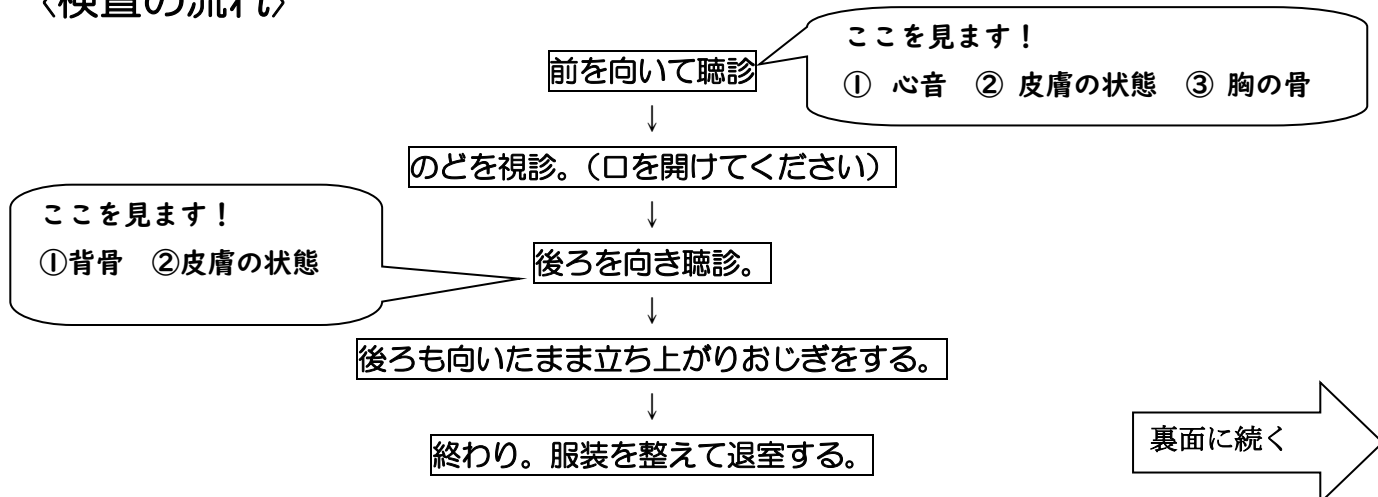 〈検査の流れ〉
前を向いて聴診
ここを見ます！
① 心音 ② 皮膚の状態 ③ 胸の骨
↓
のどを視診。（口を開けてください）
↓
ここを見ます！
①背骨 ②皮膚の状態
後ろを向き聴診。
↓
後ろも向いたまま立ち上がりおじぎをする。
↓
終わり。服装を整えて退室する。
裏面に続く